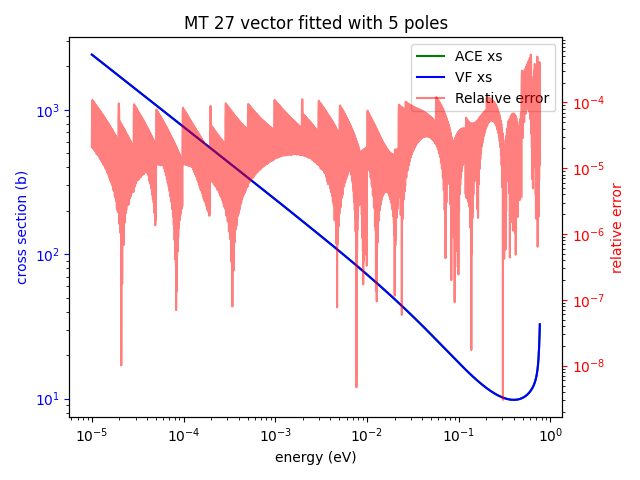 MT 27 vector fitted with 5 poles
ACE xs
VF xs
Relative error
10³
10²
10¹
cross section (b)
10⁻⁴
10⁻⁵
10⁻⁶
10⁻⁷
10⁻⁸
relative error
10⁻⁵ 10⁻⁴ 10⁻³ 10⁻² 10⁻¹ 10⁰
energy (eV)